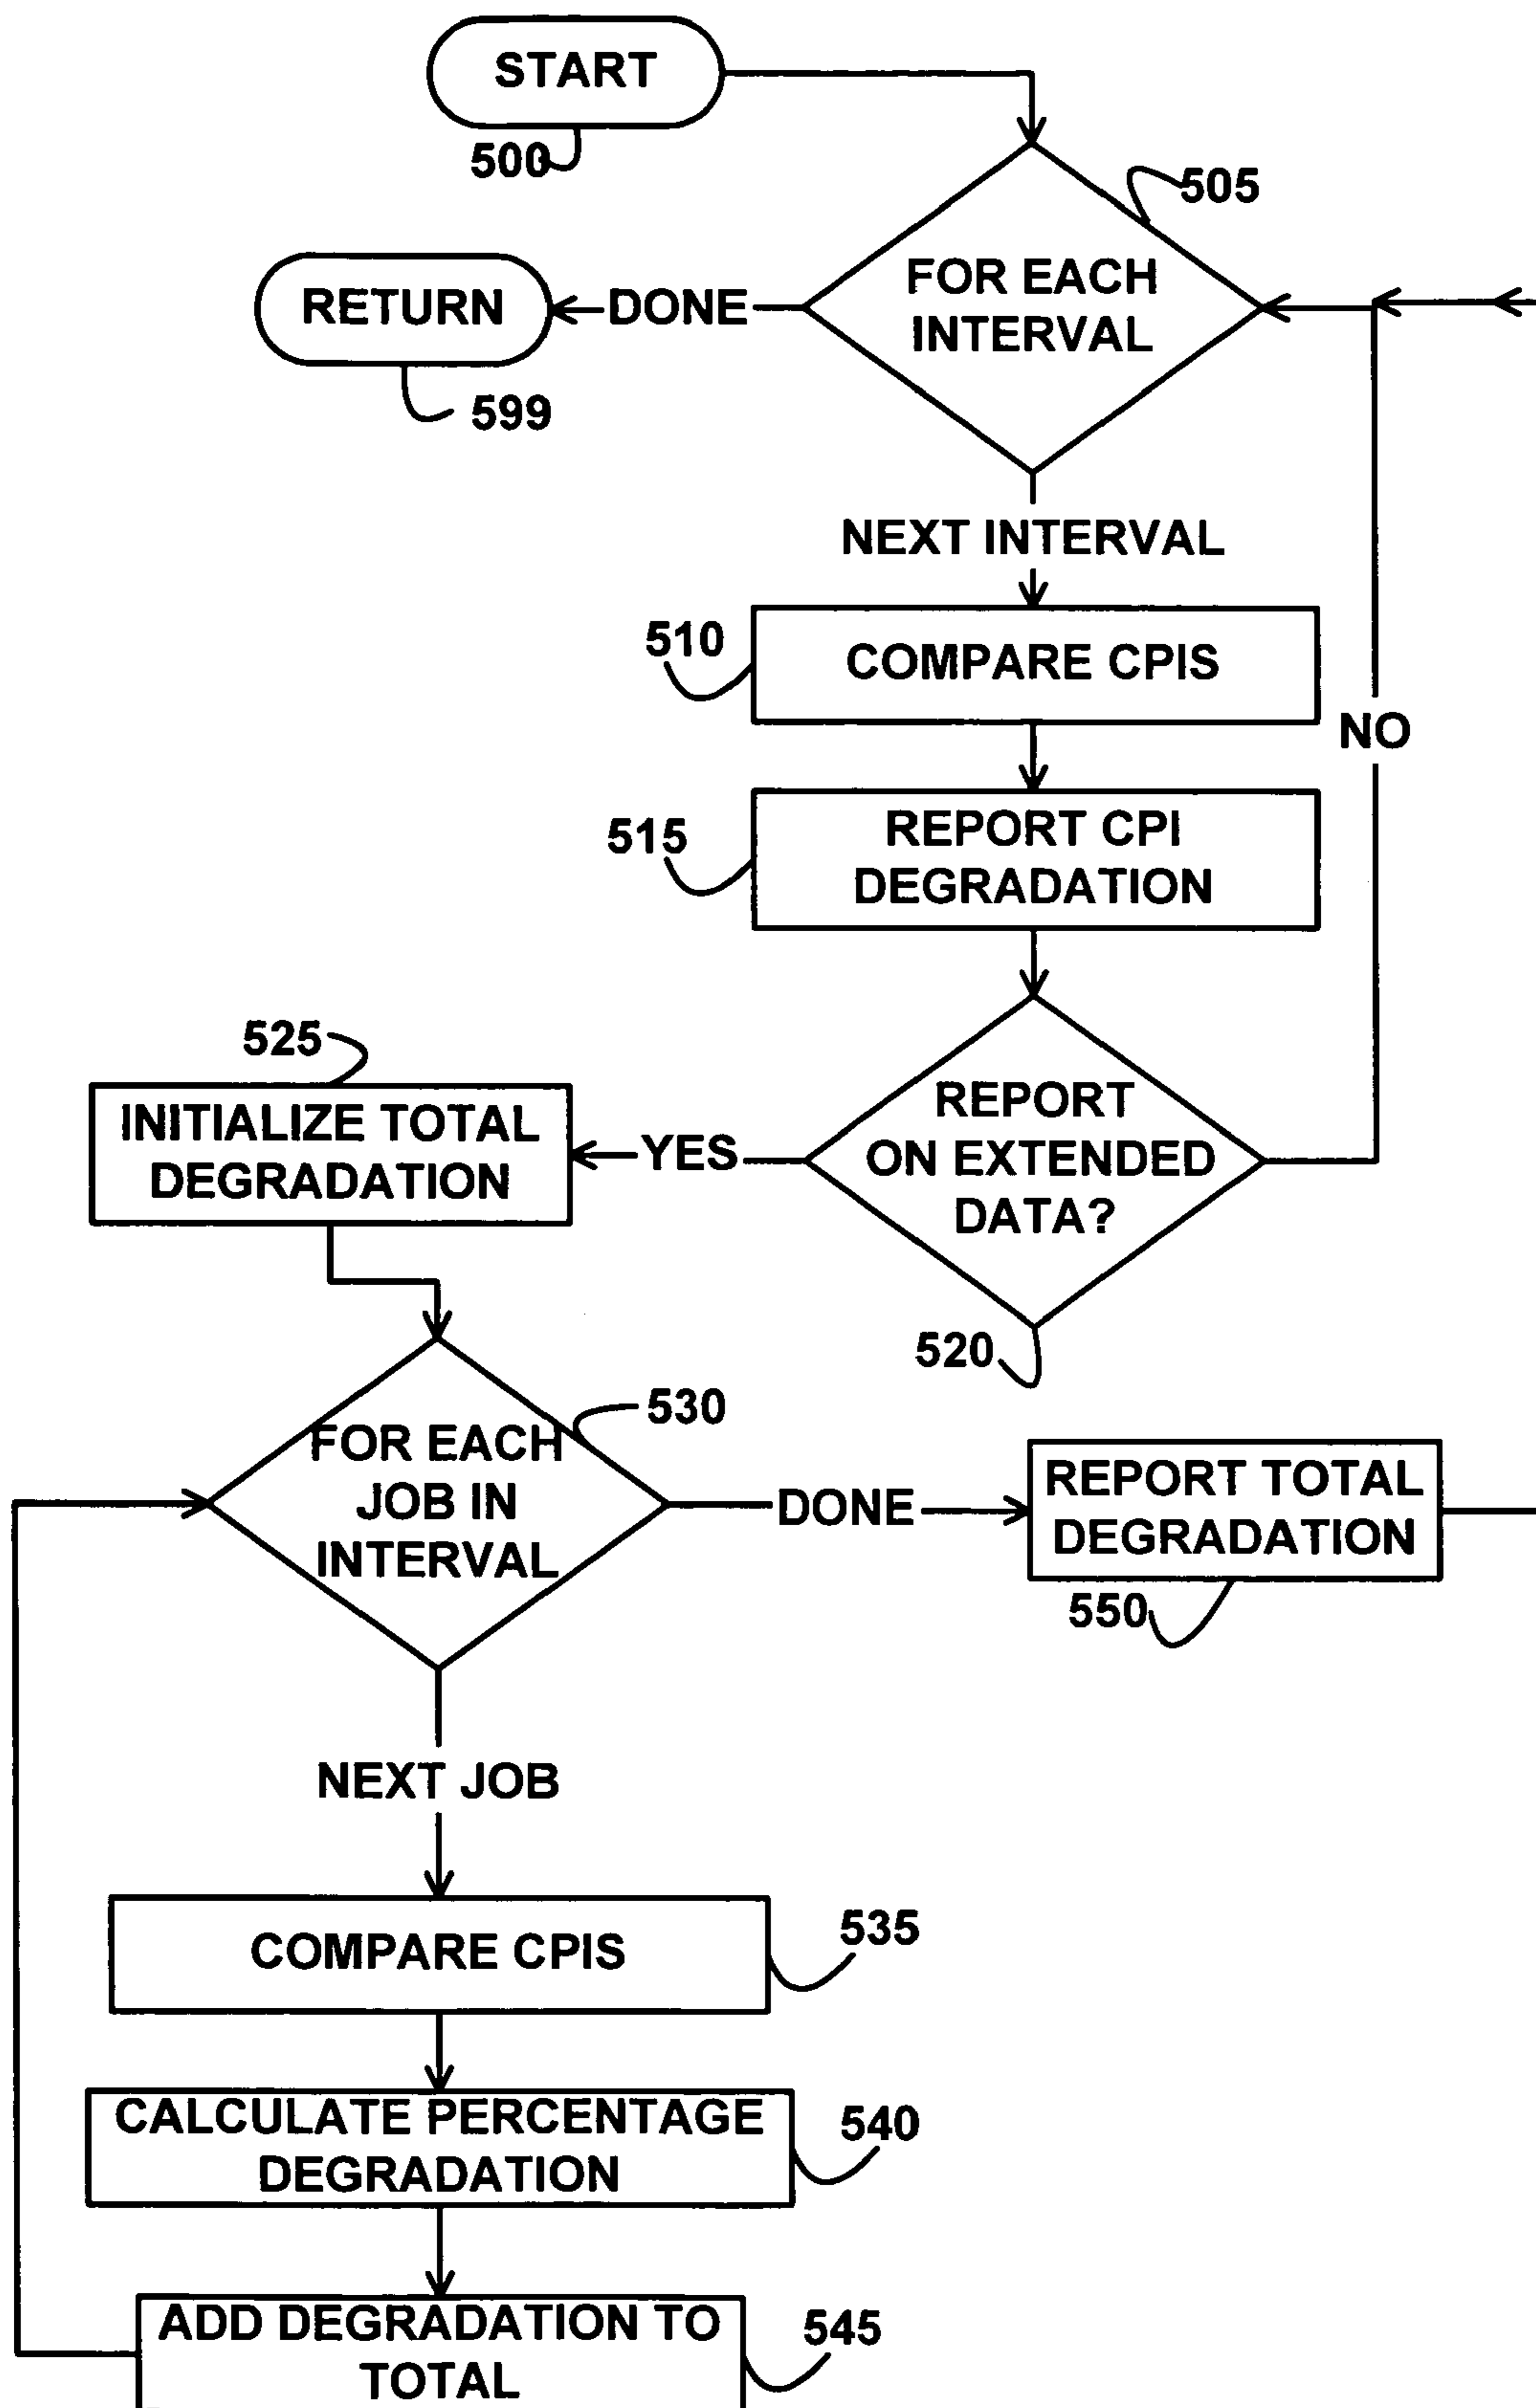 START
500
505
FOR EACH
INTERVAL
DONE
RETURN
599
NEXT INTERVAL
510
COMPARE CPIS
NO
515
REPORT CPI
DEGRADATION
525
INITIALIZE TOTAL
DEGRADATION
YES
REPORT
ON EXTENDED
DATA?
520
530
FOR EACH
JOB IN
INTERVAL
DONE
REPORT TOTAL
DEGRADATION
550
NEXT JOB
535
COMPARE CPIS
540
CALCULATE PERCENTAGE
DEGRADATION
545
ADD DEGRADATION TO
TOTAL